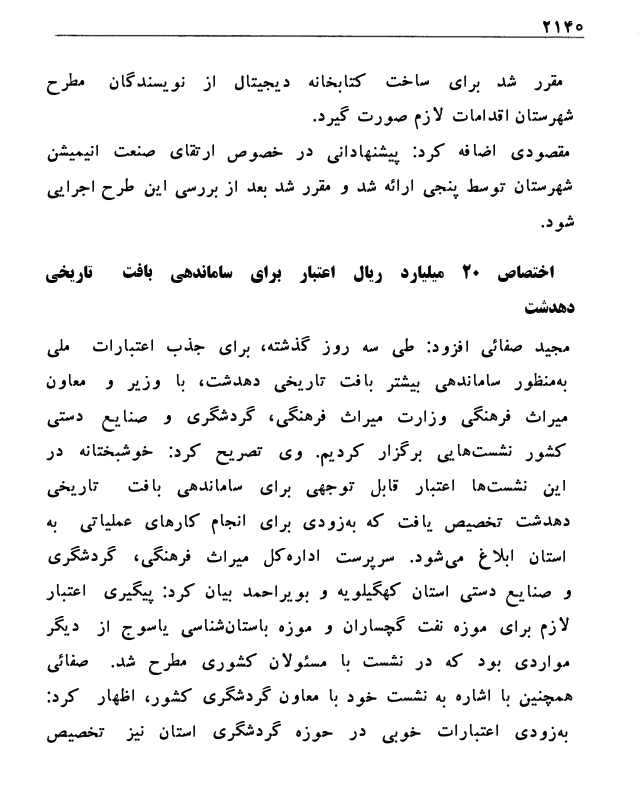 ۲۱۴۰
مقرر شد برای ساخت کتابخانه دیجیتال از نویسندگان مطرح
شهرستان اقدامات لازم صورت گیرد.
مقصودی اضافه کرد: پیشنهاداتی در خصوص ارتقای صنعت انیمیشن
شهرستان توسط پنجی ارائه شد و مقرر شد بعد از بررسی این طرح اجرایی
شود.
اختصاص ۲۰ میلیارد ریال اعتبار برای ساماندهی بافت تاریخی
دهدشت
مجید صفائی افزود: طی سه روز گذشته، برای جذب اعتبارات ملی
به‌منظور ساماندهی بیشتر بافت تاریخی دهدشت، با وزیر و معاون
میراث فرهنگی وزارت میراث فرهنگی، گردشگری و صنایع دستی
کشور نشست‌هایی برگزار کردیم. وی تصریح کرد: خوشبختانه در
این نشست‌ها اعتبار قابل توجهی برای ساماندهی بافت تاریخی
دهدشت تخصیص یافت که به‌زودی برای انجام کارهای عملیاتی به
استان ابلاغ می‌شود. سرپرست اداره‌کل میراث فرهنگی، گردشگری
و صنایع دستی استان کهگیلویه و بویراحمد بیان کرد: پیگیری اعتبار
لازم برای موزه نفت گچساران و موزه باستان‌شناسی یاسوج از دیگر
مواردی بود که در نشست با مسئولان کشوری مطرح شد. صفائی
همچنین با اشاره به نشست خود با معاون گردشگری کشور، اظهار کرد:
به‌زودی اعتبارات خوبی در حوزه گردشگری استان نیز تخصیص